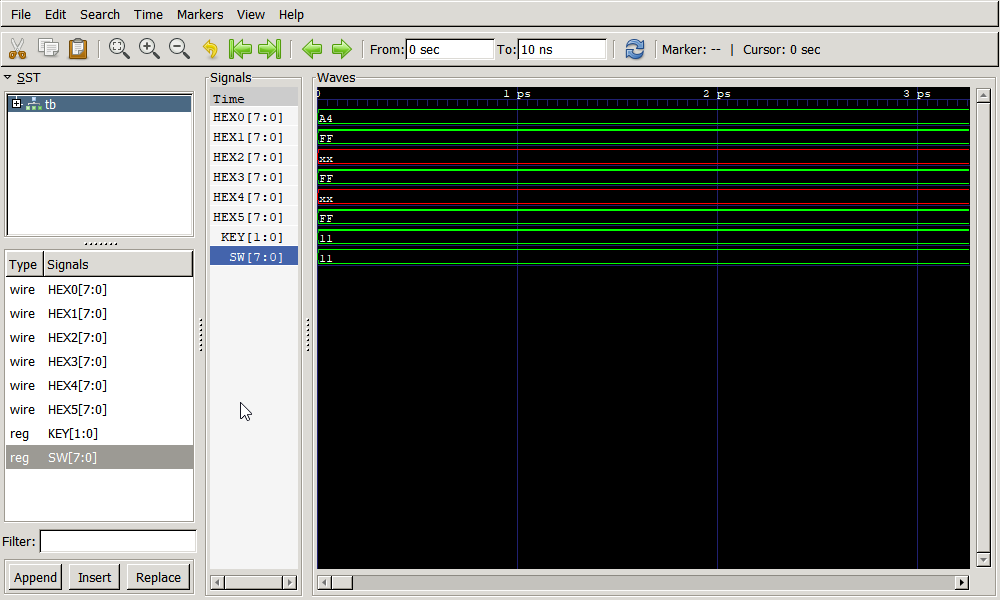 File Edit Search Time Markers View Help
From: 0 sec To: 10 ns Marker: -- | Cursor: 0 sec
SST
tb
Type Signals
wire HEX0[7:0]
wire HEX1[7:0]
wire HEX2[7:0]
wire HEX3[7:0]
wire HEX4[7:0]
wire HEX5[7:0]
reg KEY[1:0]
reg SW[7:0]
Filter:
Append Insert Replace
Signals
Time
HEX0[7:0]
HEX1[7:0]
HEX2[7:0]
HEX3[7:0]
HEX4[7:0]
HEX5[7:0]
KEY[1:0]
SW[7:0]
Waves
0 1 ps 2 ps 3 ps
A4
FF
xx
FF
xx
FF
11
11